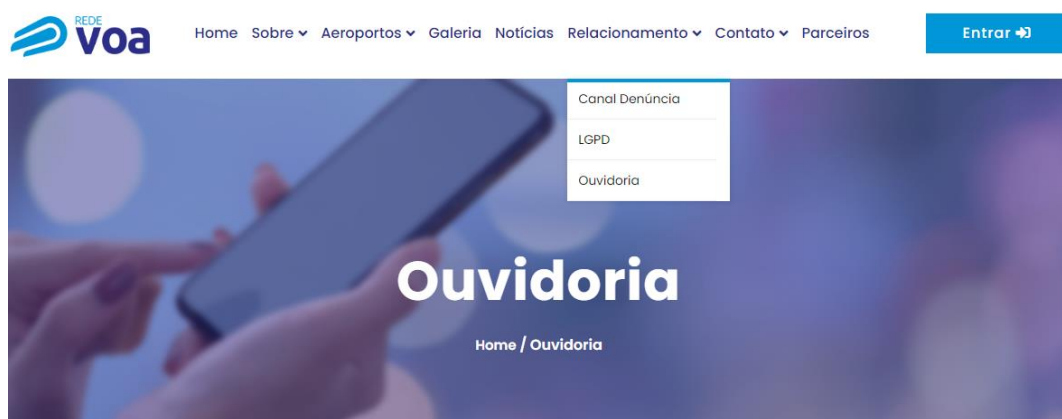 REDE
voa
Home Sobre Aeroportos Galeria Notícias Relacionamento Contato Parceiros
Entrar
Canal Denúncia
LGPD
Ouvidoria
Ouvidoria
Home / Ouvidoria